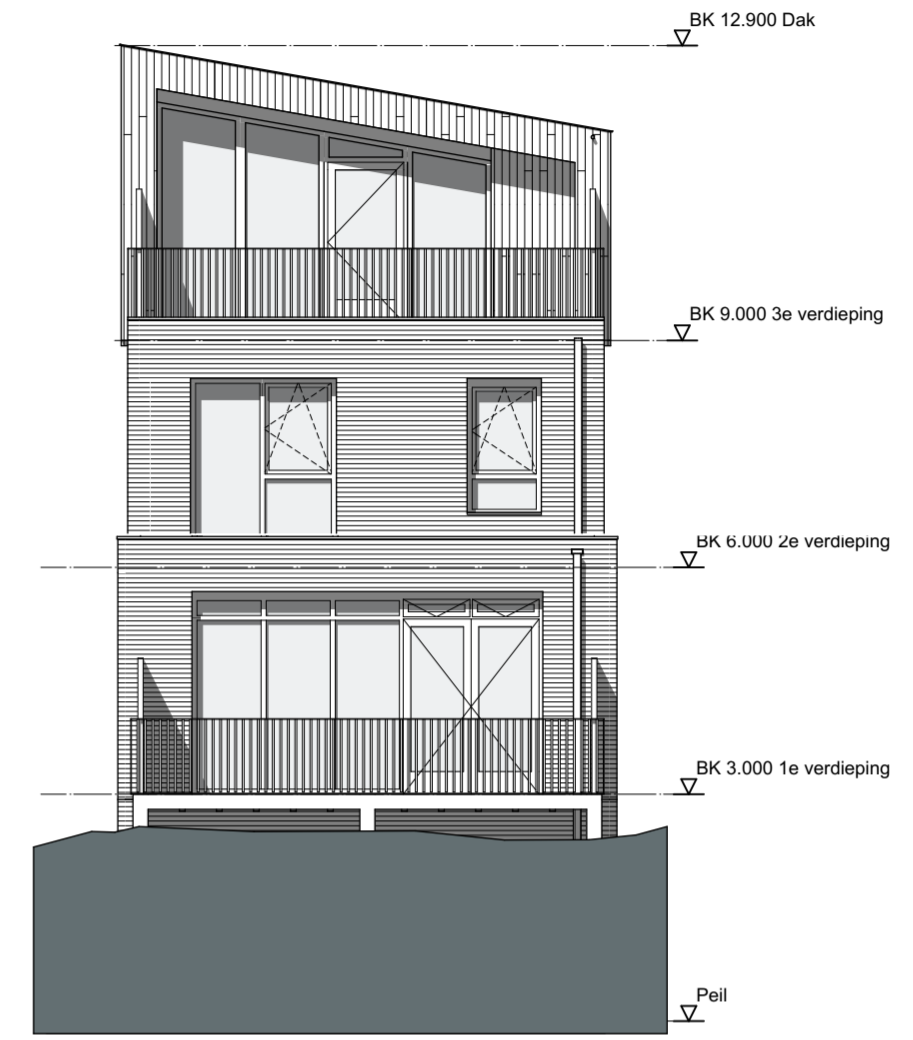 BK 12.900 Dak
BK 9.000 3e verdieping
BK 6.000 2e verdieping
BK 3.000 1e verdieping
Peil